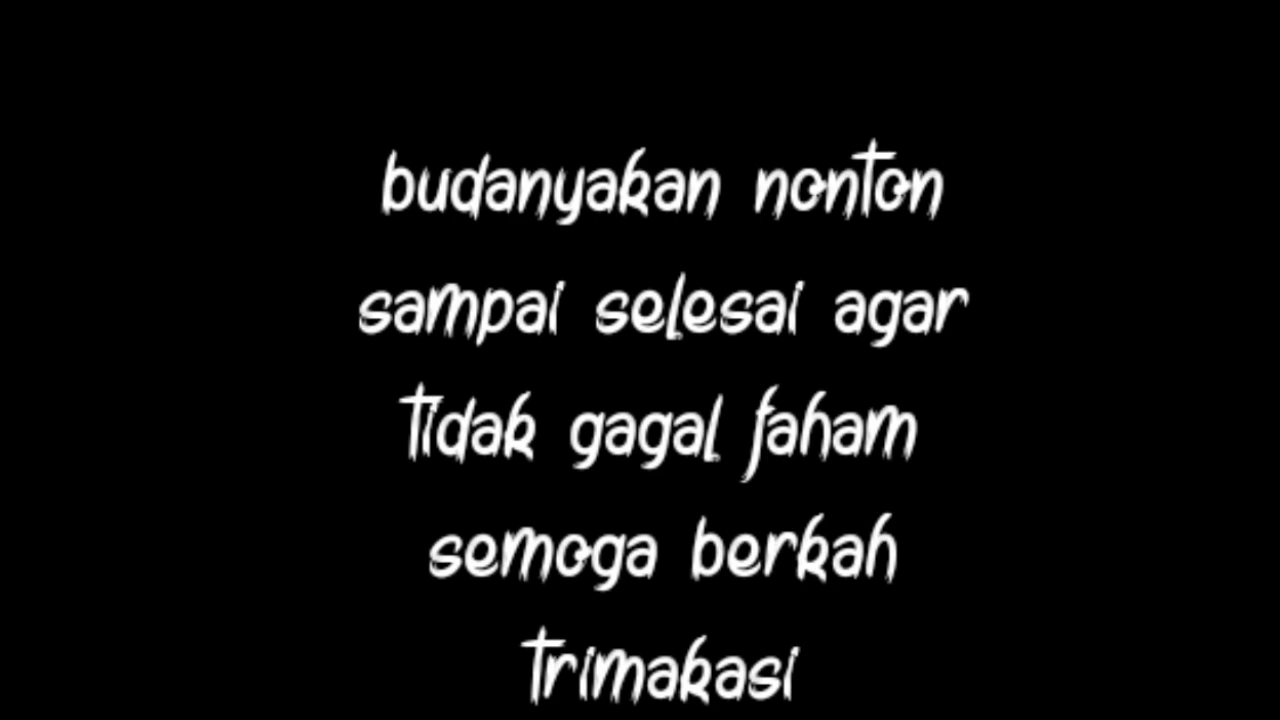 budanyakan nonton
sampai selesai agar
tidak gagal faham
semoga berkah
trimakasi